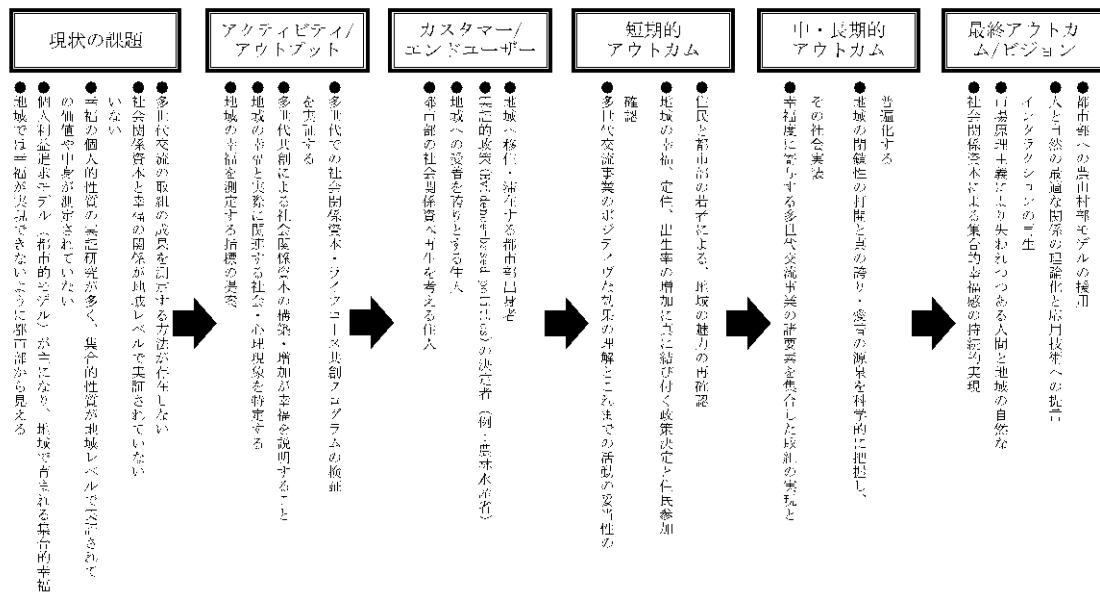 現状の課題
●多世代交流の取組の成果を測定する方法が存在しない
●社会関係資本と幸福の関係が地域レベルで実証されていない
●幸福の個人的性質の実証研究が多く、集合的性質が地域レベルで実証されて
いない
の価値や中身が測定されていない
●個人利益追求モデル（都市的モデル）が主になり、地域で育まれる集合的幸福
●地域では幸福が実現できないように都市部から見える
アクティビティ/
アウトプット
●多世代での社会関係資本・ライフコース共創プログラムの検証
を実証する
●多世代共創による社会関係資本の構築・増加が幸福を説明すること
●地域の幸福と実際に関連する社会・心理現象を特定する
●地域の幸福を測定する指標の提案
カスタマー/
エンドユーザー
●地域へ移住・滞在する都市部出身者
●実証的政策（evidence-based policies）の決定者（例：農林水産省）
●地域への愛着を誇りとする住人
●都市部の社会関係資本再生を考える住人
短期的
アウトカム
●住民と都市部の若者による、地域の魅力の再確認
●地域の幸福、定住、出生率の増加に真に結び付く政策決定と住民参加
確認
●多世代交流事業のポジティヴな効果の理解とこれまでの活動の妥当性の
中・長期的
アウトカム
普遍化する
●地域の閉鎖性の打開と真の誇り・愛着の源泉を科学的に把握し、
その社会実装
●幸福度に寄与する多世代交流事業の諸要素を集合した取組の実現と
最終アウトカ
ム/ビジョン
●都市部への農山村部モデルの援用
●人と自然の最適な関係の理論化と応用技術への提言
インタラクションの再生
●市場原理主義により失われつつある人間と地域の自然な
●社会関係資本による集合的幸福感の持続的実現